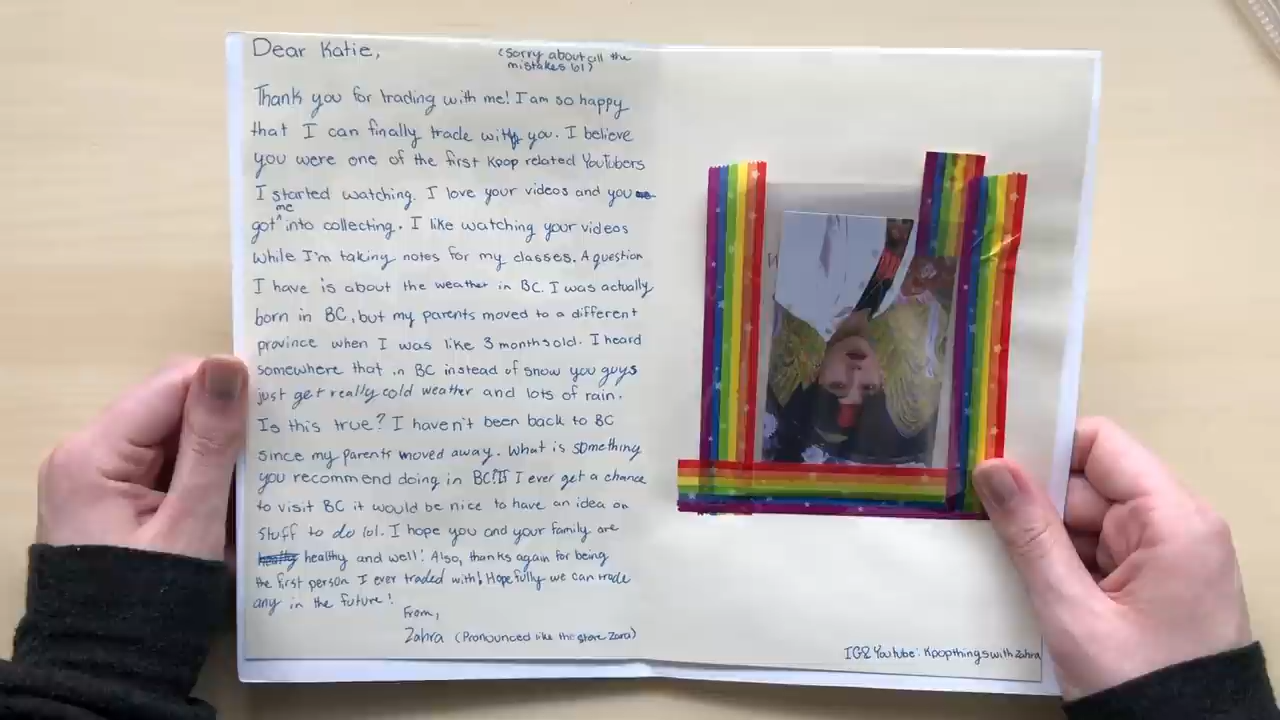 Dear Katie,
(sorry about all the
mistakes lol)
Thank you for trading with me! I am so happy
that I can finally trade with you. I believe
you were one of the first Kpop related YouTubers
I started watching. I love your videos and you
got me into collecting. I like watching your videos
while I'm taking notes for my classes. A question
I have is about the weather in BC. I was actually
born in BC, but my parents moved to a different
province when I was like 3 months old. I heard
somewhere that in BC instead of snow you guys
just get really cold weather and lots of rain.
Is this true? I haven't been back to BC
since my parents moved away. What is something
you recommend doing in BC? If I ever get a chance
to visit BC it would be nice to have an idea on
stuff to do lol. I hope you and your family are
healthy and well! Also, thanks again for being
the first person I ever traded with! Hopefully we can trade
any in the future!
From,
Zahra (Pronounced like the store Zara)
IG & Youtube: Kpopthingswithzahra